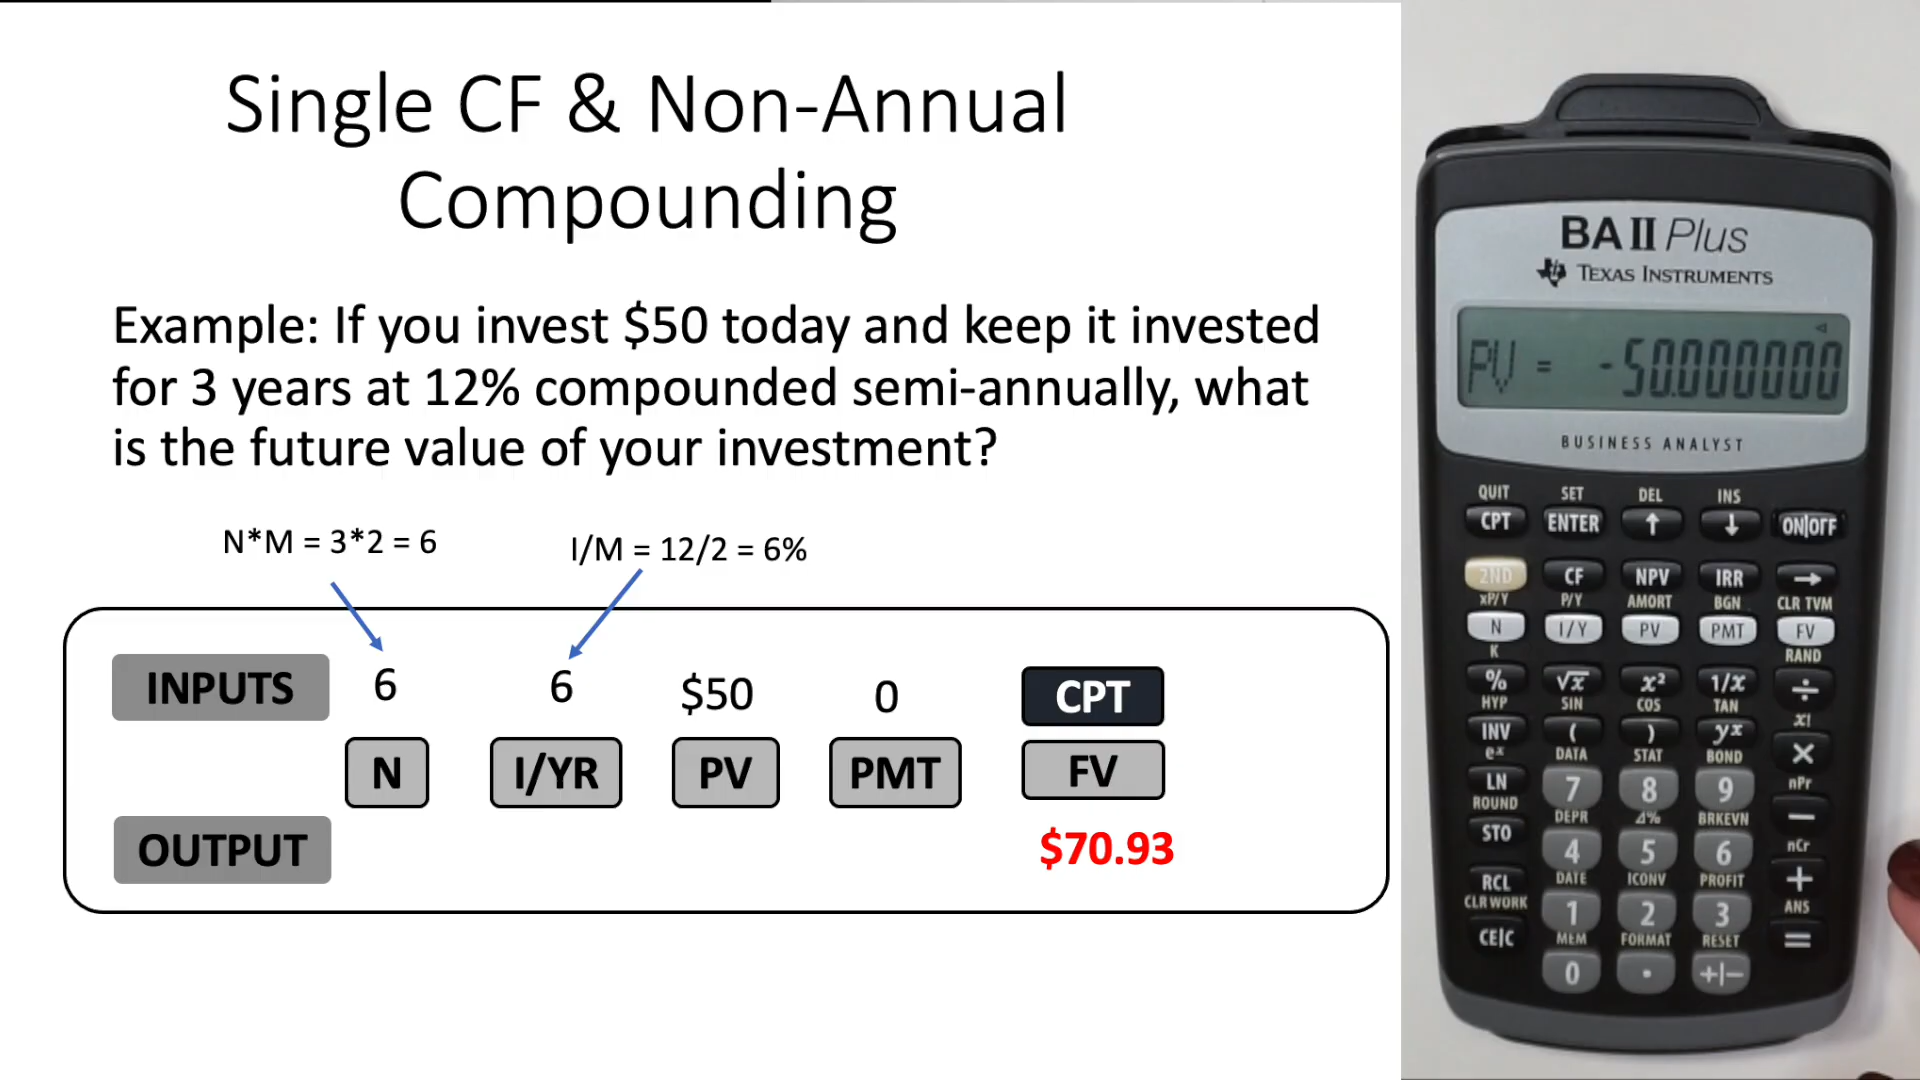 Single CF & Non-Annual
Compounding
Example: If you invest $50 today and keep it invested
for 3 years at 12% compounded semi-annually, what
is the future value of your investment?
N*M = 3*2 = 6
I/M = 12/2 = 6%
INPUTS 6 6 $50 0 CPT
N I/YR PV PMT FV
OUTPUT $70.93
BA II Plus
TEXAS INSTRUMENTS
PV = -50.000000
BUSINESS ANALYST
QUIT SET DEL INS
CPT ENTER ↑ ↓ ON|OFF
2ND CF NPV IRR →
xP/Y P/Y AMORT BGN CLR TVM
N I/Y PV PMT FV
K RAND
% √x x² 1/x ÷
HYP SIN COS TAN x!
INV ( ) yˣ ×
eˣ DATA STAT BOND nPr
LN 7 8 9 −
ROUND DEPR Δ% BRKEVN nCr
STO 4 5 6 +
DATE ICONV PROFIT ANS
RCL 1 2 3 =
CLR WORK MEM FORMAT RESET
CE|C 0 . +|−